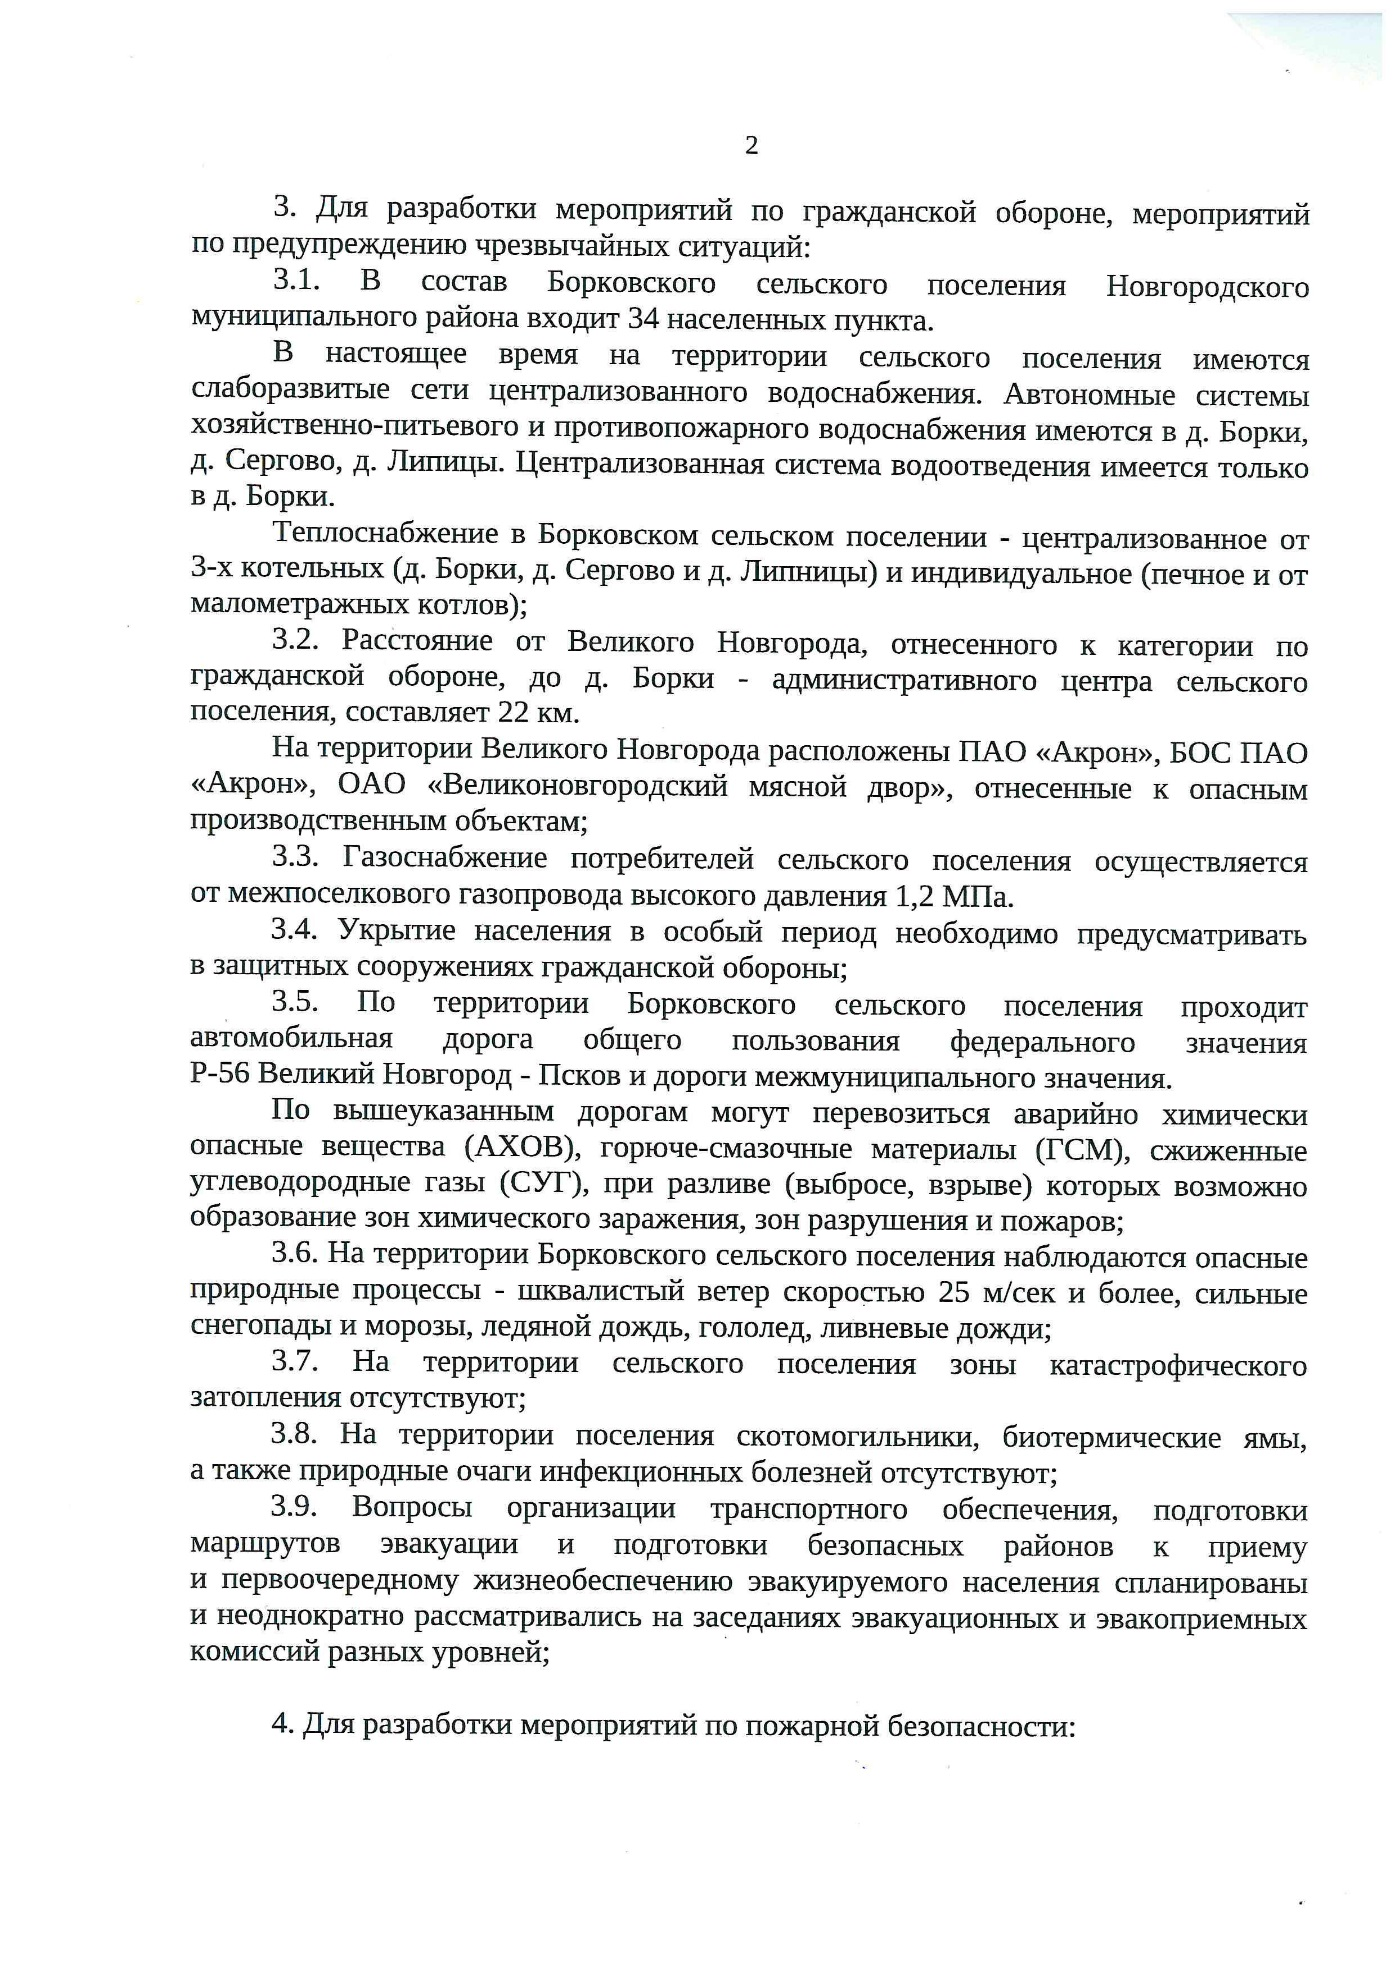 2
3. Для разработки мероприятий по гражданской обороне, мероприятий
по предупреждению чрезвычайных ситуаций:
3.1. В состав Борковского сельского поселения Новгородского
муниципального района входит 34 населенных пункта.
В настоящее время на территории сельского поселения имеются
слаборазвитые сети централизованного водоснабжения. Автономные системы
хозяйственно-питьевого и противопожарного водоснабжения имеются в д. Борки,
д. Сергово, д. Липицы. Централизованная система водоотведения имеется только
в д. Борки.
Теплоснабжение в Борковском сельском поселении - централизованное от
3-х котельных (д. Борки, д. Сергово и д. Липницы) и индивидуальное (печное и от
малометражных котлов);
3.2. Расстояние от Великого Новгорода, отнесенного к категории по
гражданской обороне, до д. Борки - административного центра сельского
поселения, составляет 22 км.
На территории Великого Новгорода расположены ПАО «Акрон», БОС ПАО
«Акрон», ОАО «Великоновгородский мясной двор», отнесенные к опасным
производственным объектам;
3.3. Газоснабжение потребителей сельского поселения осуществляется
от межпоселкового газопровода высокого давления 1,2 МПа.
3.4. Укрытие населения в особый период необходимо предусматривать
в защитных сооружениях гражданской обороны;
3.5. По территории Борковского сельского поселения проходит
автомобильная дорога общего пользования федерального значения
Р-56 Великий Новгород - Псков и дороги межмуниципального значения.
По вышеуказанным дорогам могут перевозиться аварийно химически
опасные вещества (АХОВ), горюче-смазочные материалы (ГСМ), сжиженные
углеводородные газы (СУГ), при разливе (выбросе, взрыве) которых возможно
образование зон химического заражения, зон разрушения и пожаров;
3.6. На территории Борковского сельского поселения наблюдаются опасные
природные процессы - шквалистый ветер скоростью 25 м/сек и более, сильные
снегопады и морозы, ледяной дождь, гололед, ливневые дожди;
3.7. На территории сельского поселения зоны катастрофического
затопления отсутствуют;
3.8. На территории поселения скотомогильники, биотермические ямы,
а также природные очаги инфекционных болезней отсутствуют;
3.9. Вопросы организации транспортного обеспечения, подготовки
маршрутов эвакуации и подготовки безопасных районов к приему
и первоочередному жизнеобеспечению эвакуируемого населения спланированы
и неоднократно рассматривались на заседаниях эвакуационных и эвакоприемных
комиссий разных уровней;
4. Для разработки мероприятий по пожарной безопасности: